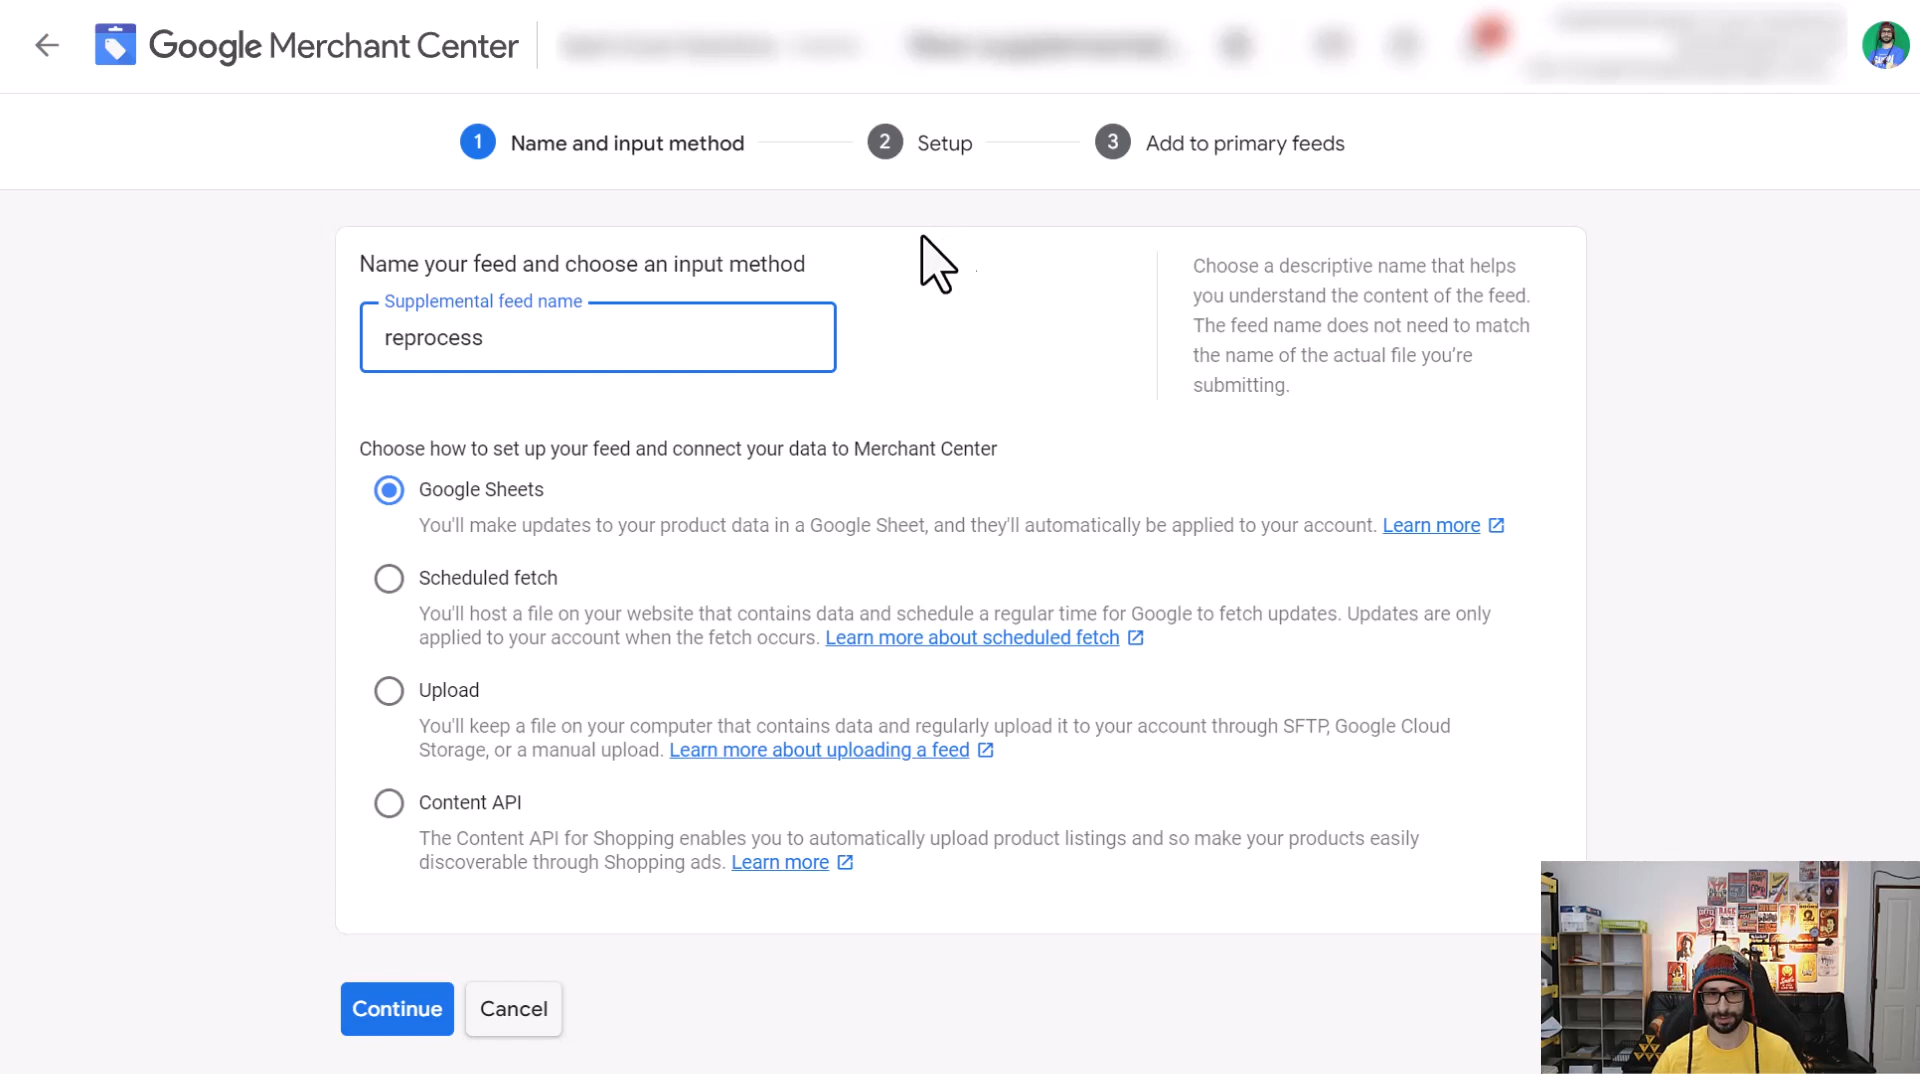 Google Merchant Center
1 Name and input method
2 Setup
3 Add to primary feeds
Name your feed and choose an input method
Supplemental feed name
reprocess
Choose a descriptive name that helps
you understand the content of the feed.
The feed name does not need to match
the name of the actual file you're
submitting.
Choose how to set up your feed and connect your data to Merchant Center
Google Sheets
You'll make updates to your product data in a Google Sheet, and they'll automatically be applied to your account. Learn more
Scheduled fetch
You'll host a file on your website that contains data and schedule a regular time for Google to fetch updates. Updates are only
applied to your account when the fetch occurs. Learn more about scheduled fetch
Upload
You'll keep a file on your computer that contains data and regularly upload it to your account through SFTP, Google Cloud
Storage, or a manual upload. Learn more about uploading a feed
Content API
The Content API for Shopping enables you to automatically upload product listings and so make your products easily
discoverable through Shopping ads. Learn more
Continue
Cancel